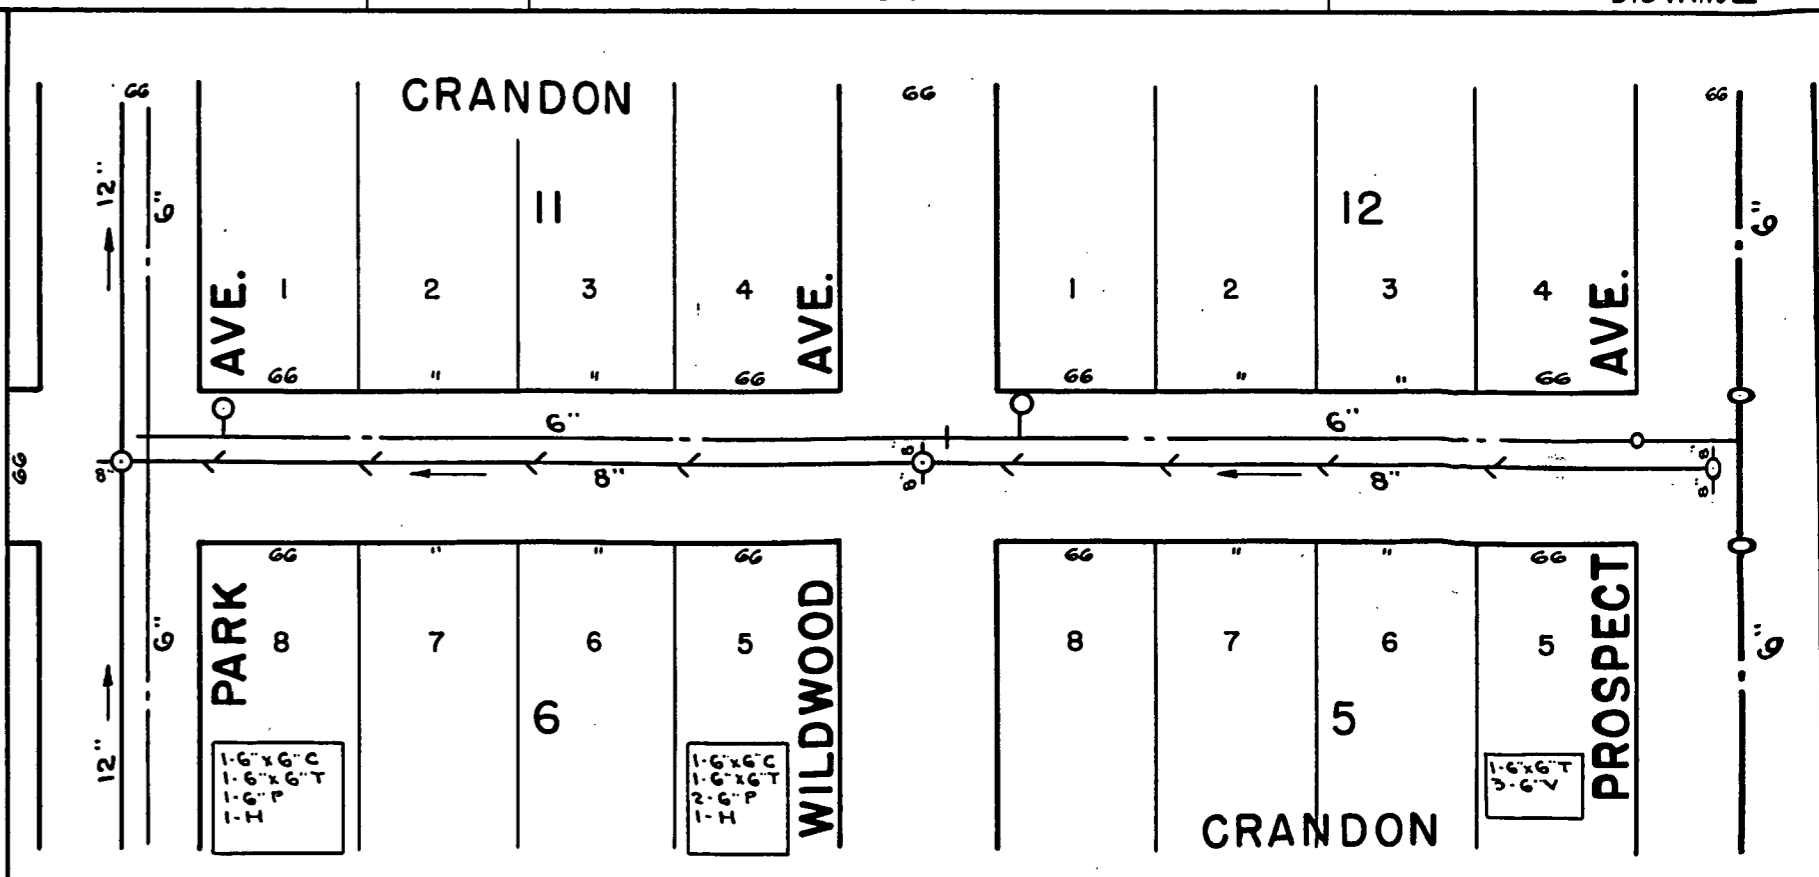 66 66 66
CRANDON
12" 6" 6"
11 12
AVE. 1 2 3 4 AVE. 1 2 3 4 AVE.
66 " " 66 66 " " 66
6" 6"
66 8" 8" 8" 8" 8" 8" 8"
66 " " 66 66 " " 66
PARK 8 7 6 5 WILDWOOD 8 7 6 5 PROSPECT
6" 6"
6 5
12"
1-6"x6"C
1-6"x6"T
1-6"P
1-H
1-6"x6"C
1-6"x6"T
2-6"P
1-H
1-6"x6"T
3-6"V
CRANDON